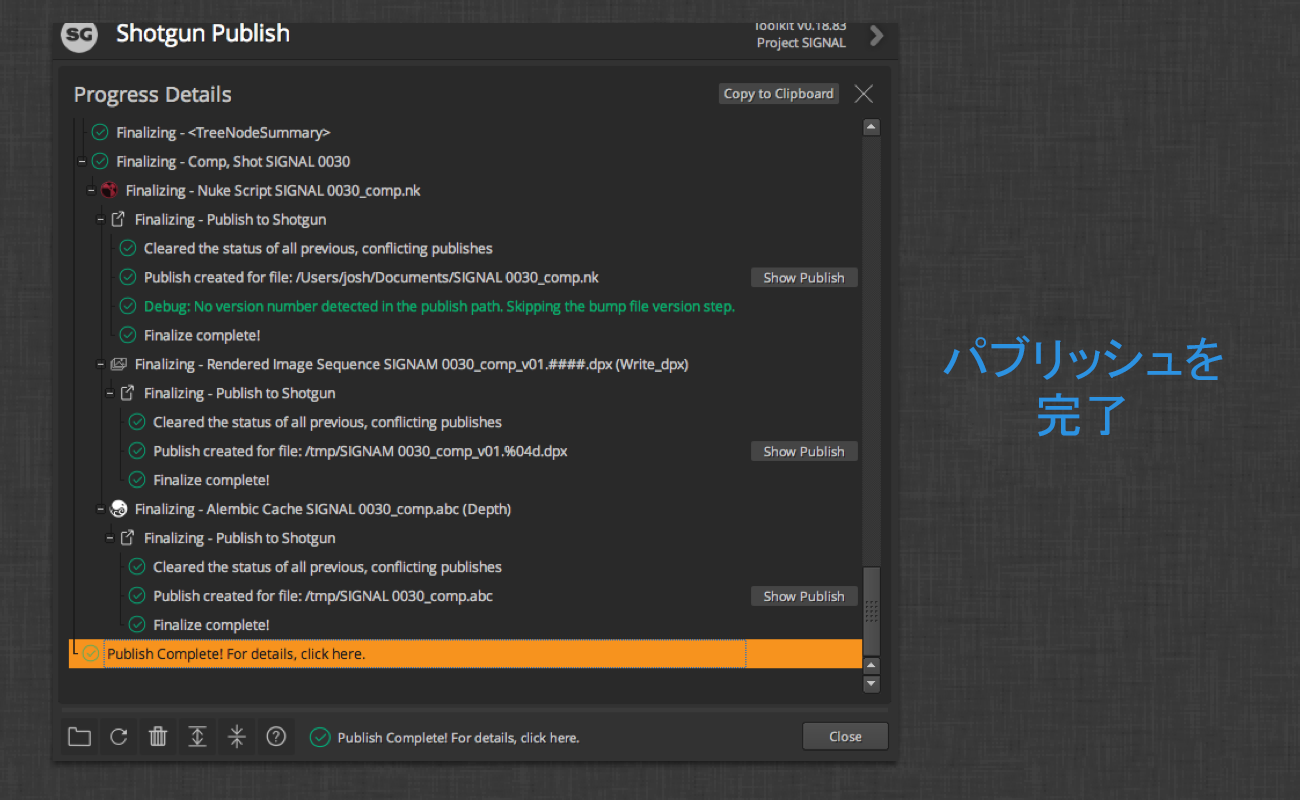 SG
Shotgun Publish
Toolkit v0.18.83
Project SIGNAL
Progress Details
Copy to Clipboard
Finalizing - <TreeNodeSummary>
Finalizing - Comp, Shot SIGNAL 0030
Finalizing - Nuke Script SIGNAL 0030_comp.nk
Finalizing - Publish to Shotgun
Cleared the status of all previous, conflicting publishes
Publish created for file: /Users/josh/Documents/SIGNAL 0030_comp.nk
Show Publish
Debug: No version number detected in the publish path. Skipping the bump file version step.
Finalize complete!
Finalizing - Rendered Image Sequence SIGNAM 0030_comp_v01.####.dpx (Write_dpx)
Finalizing - Publish to Shotgun
Cleared the status of all previous, conflicting publishes
Publish created for file: /tmp/SIGNAM 0030_comp_v01.%04d.dpx
Show Publish
Finalize complete!
Finalizing - Alembic Cache SIGNAL 0030_comp.abc (Depth)
Finalizing - Publish to Shotgun
Cleared the status of all previous, conflicting publishes
Publish created for file: /tmp/SIGNAL 0030_comp.abc
Show Publish
Finalize complete!
Publish Complete! For details, click here.
Publish Complete! For details, click here.
Close
パブリッシュを
完了